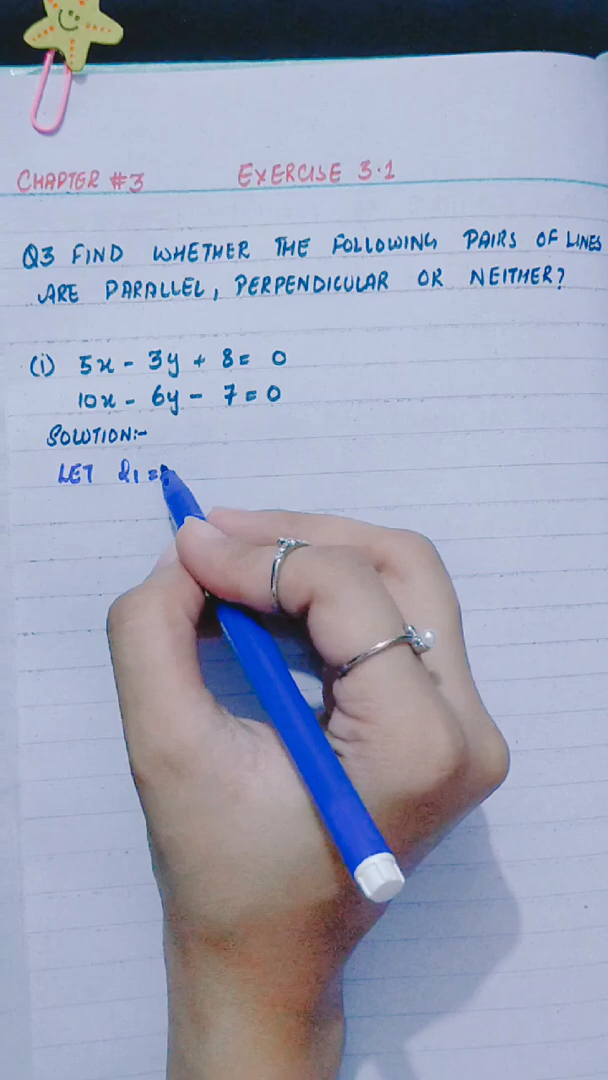 CHAPTER #3 EXERCISE 3.1
Q3 FIND WHETHER THE FOLLOWING PAIRS OF LINES
ARE PARALLEL, PERPENDICULAR OR NEITHER?
(i) 5x - 3y + 8 = 0
10x - 6y - 7 = 0
SOLUTION:-
LET l₁ =